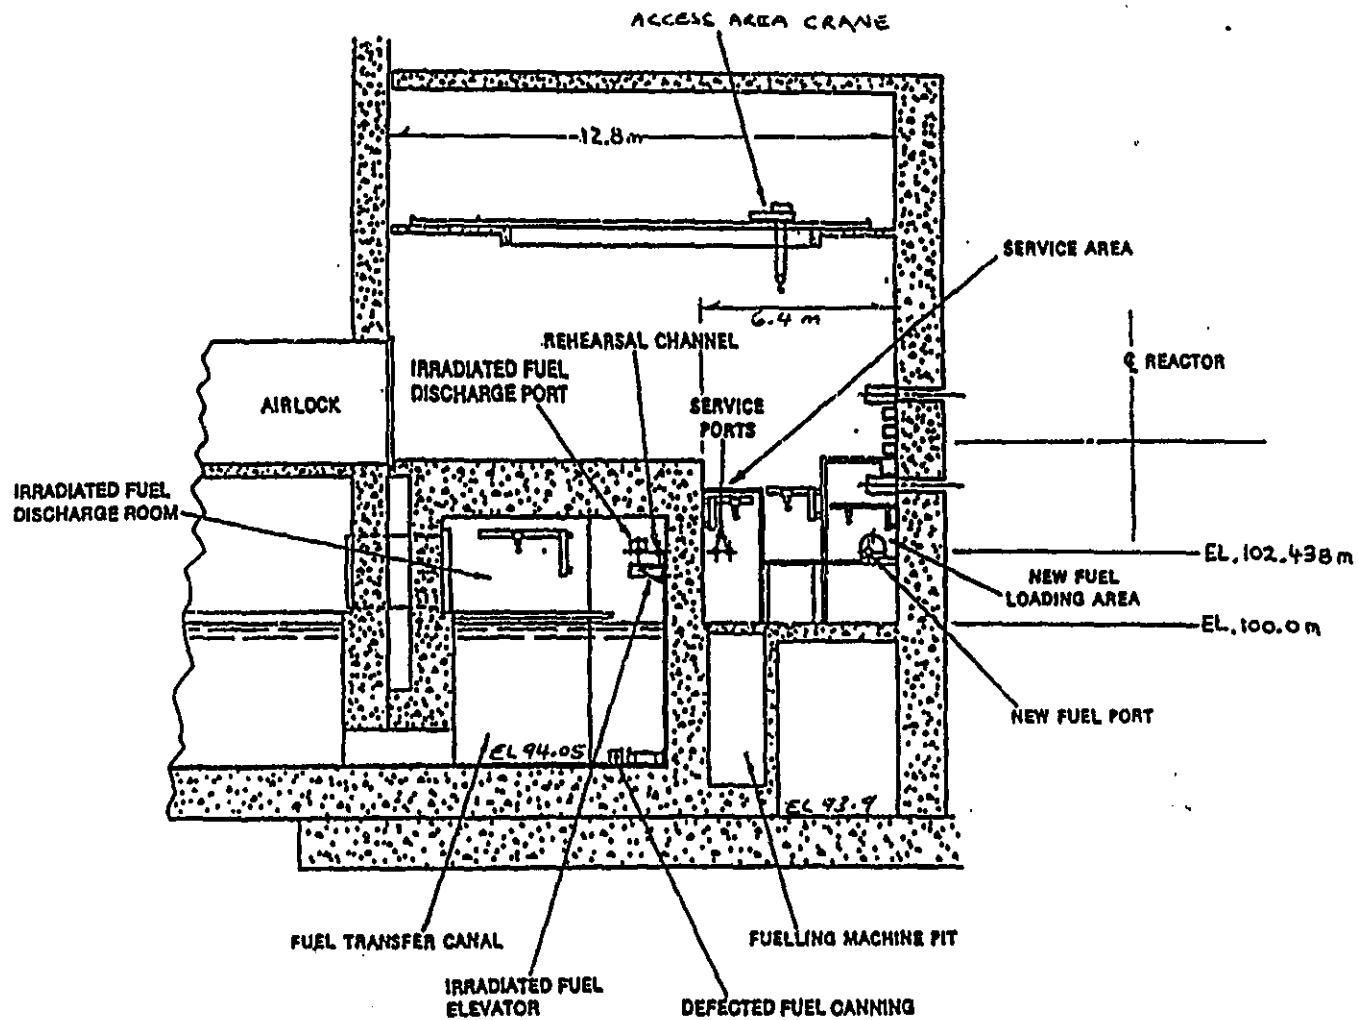 ACCESS AREA CRANE
12.8m
SERVICE AREA
6.4 m
REHEARSAL CHANNEL
IRRADIATED FUEL
DISCHARGE PORT
℄ REACTOR
AIRLOCK
SERVICE
PORTS
IRRADIATED FUEL
DISCHARGE ROOM
EL. 102.438 m
NEW FUEL
LOADING AREA
EL. 100.0 m
NEW FUEL PORT
EL 94.05
EL 93.9
FUEL TRANSFER CANAL
FUELLING MACHINE PIT
IRRADIATED FUEL
ELEVATOR
DEFECTED FUEL CANNING